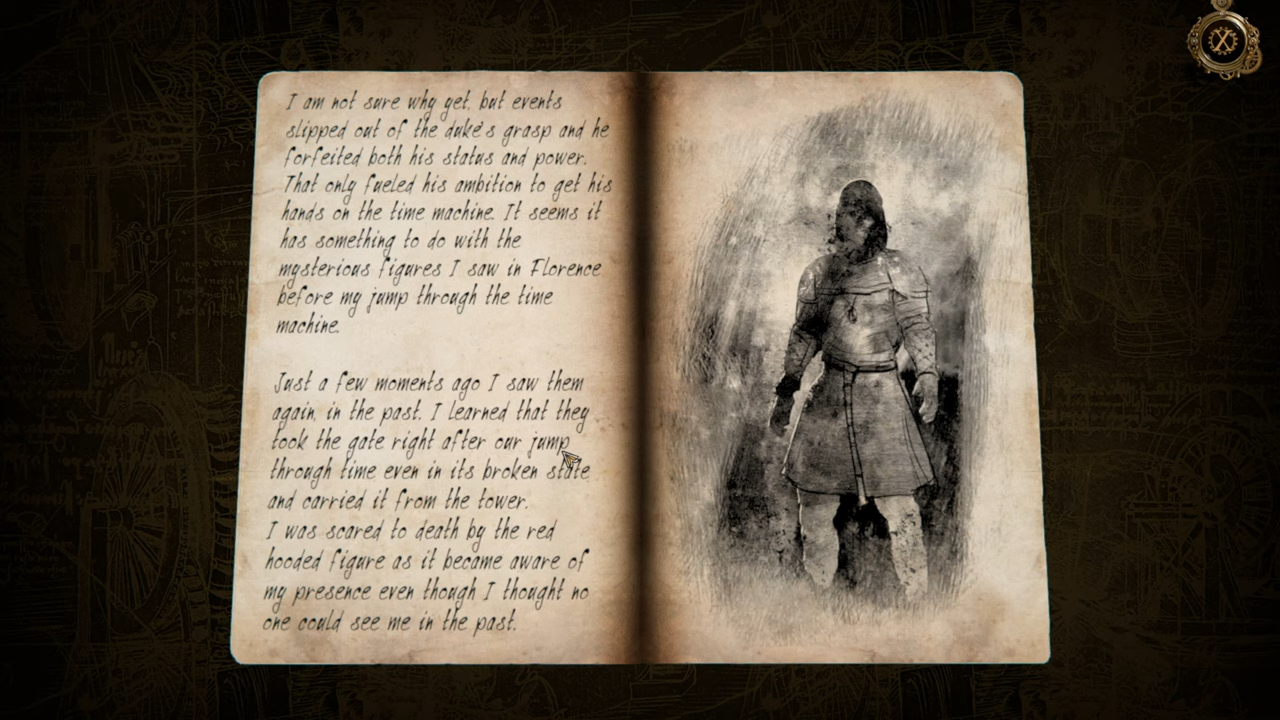 I am not sure why yet, but events
slipped out of the duke's grasp and he
forfeited both his status and power.
That only fueled his ambition to get his
hands on the time machine. It seems it
has something to do with the
mysterious figures I saw in Florence
before my jump through the time
machine.
Just a few moments ago I saw them
again, in the past. I learned that they
took the gate right after our jump
through time even in its broken state
and carried it from the tower.
I was scared to death by the red
hooded figure as it became aware of
my presence even though I thought no
one could see me in the past.
X